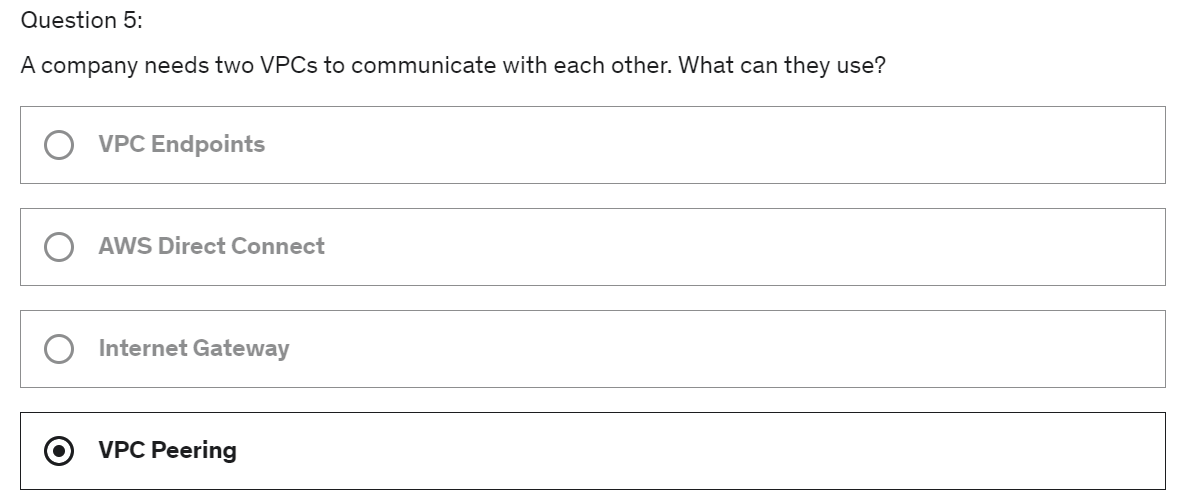 Question 5:
A company needs two VPCs to communicate with each other. What can they use?
VPC Endpoints
AWS Direct Connect
Internet Gateway
VPC Peering